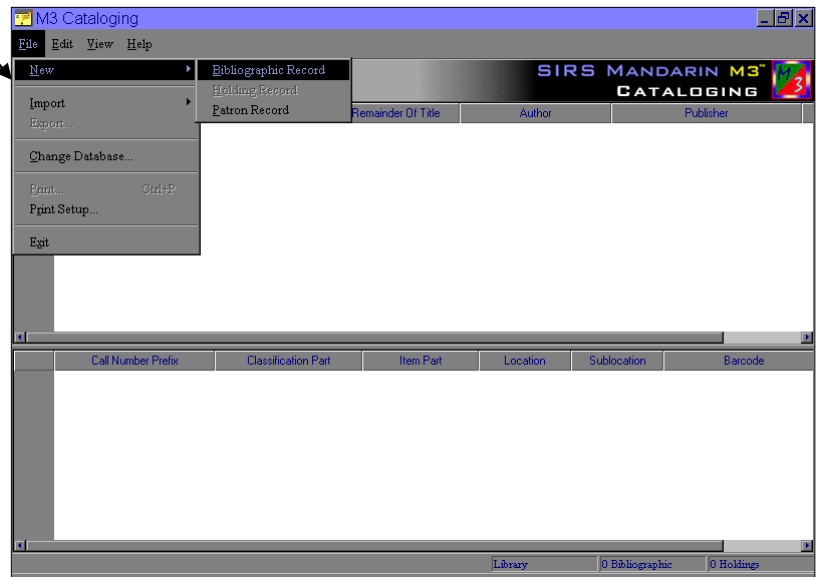 M3 Cataloging
File Edit View Help
New Bibliographic Record
Holding Record
Patron Record
Import
Export...
Change Database...
Print... Ctrl+P
Print Setup...
Exit
SIRS MANDARIN M3™
CATALOGING
M3
Remainder Of Title Author Publisher
Call Number Prefix Classification Part Item Part Location Sublocation Barcode
Library 0 Bibliographic 0 Holdings